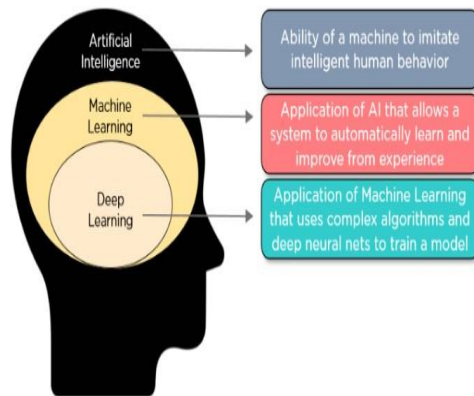 Artificial
Intelligence
Ability of a machine to imitate
intelligent human behavior
Machine
Learning
Application of AI that allows a
system to automatically learn and
improve from experience
Deep
Learning
Application of Machine Learning
that uses complex algorithms and
deep neural nets to train a model